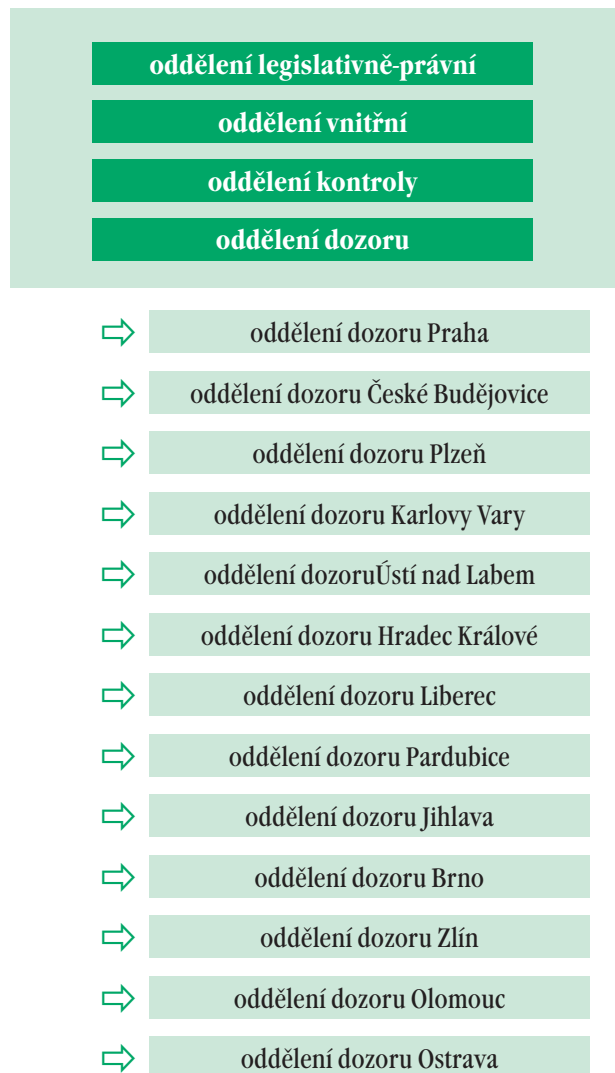 oddělení legislativně-právní
oddělení vnitřní
oddělení kontroly
oddělení dozoru
oddělení dozoru Praha
oddělení dozoru České Budějovice
oddělení dozoru Plzeň
oddělení dozoru Karlovy Vary
oddělení dozoruÚstí nad Labem
oddělení dozoru Hradec Králové
oddělení dozoru Liberec
oddělení dozoru Pardubice
oddělení dozoru Jihlava
oddělení dozoru Brno
oddělení dozoru Zlín
oddělení dozoru Olomouc
oddělení dozoru Ostrava